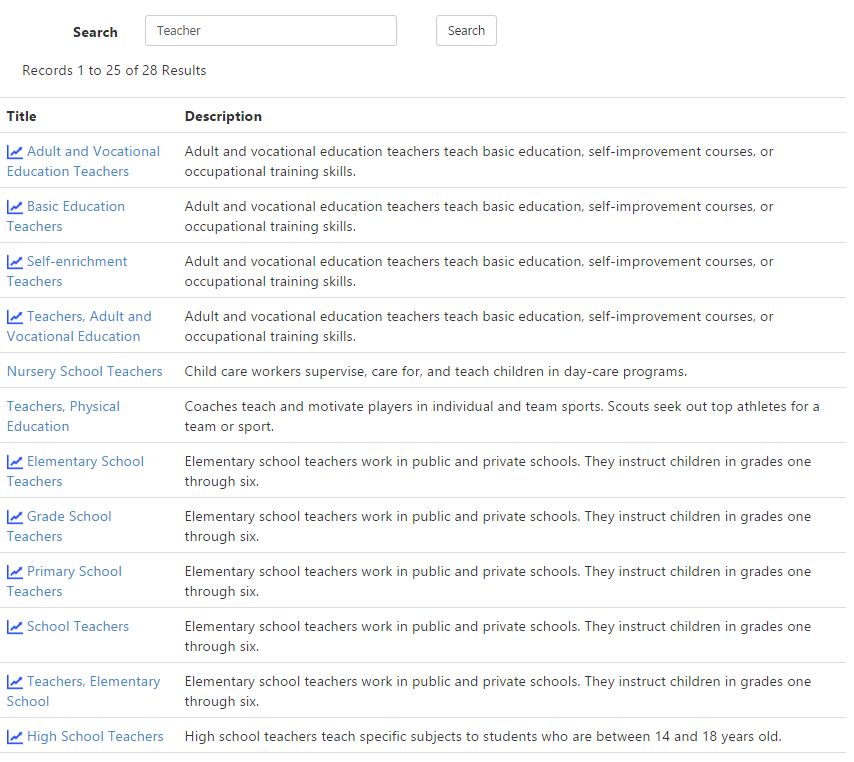 Search Teacher Search
Records 1 to 25 of 28 Results
Title Description
Adult and Vocational Adult and vocational education teachers teach basic education, self-improvement courses, or
Education Teachers occupational training skills.
Basic Education Adult and vocational education teachers teach basic education, self-improvement courses, or
Teachers occupational training skills.
Self-enrichment Adult and vocational education teachers teach basic education, self-improvement courses, or
Teachers occupational training skills.
Teachers, Adult and Adult and vocational education teachers teach basic education, self-improvement courses, or
Vocational Education occupational training skills.
Nursery School Teachers Child care workers supervise, care for, and teach children in day-care programs.
Teachers, Physical Coaches teach and motivate players in individual and team sports. Scouts seek out top athletes for a
Education team or sport.
Elementary School Elementary school teachers work in public and private schools. They instruct children in grades one
Teachers through six.
Grade School Elementary school teachers work in public and private schools. They instruct children in grades one
Teachers through six.
Primary School Elementary school teachers work in public and private schools. They instruct children in grades one
Teachers through six.
School Teachers Elementary school teachers work in public and private schools. They instruct children in grades one
through six.
Teachers, Elementary Elementary school teachers work in public and private schools. They instruct children in grades one
School through six.
High School Teachers High school teachers teach specific subjects to students who are between 14 and 18 years old.